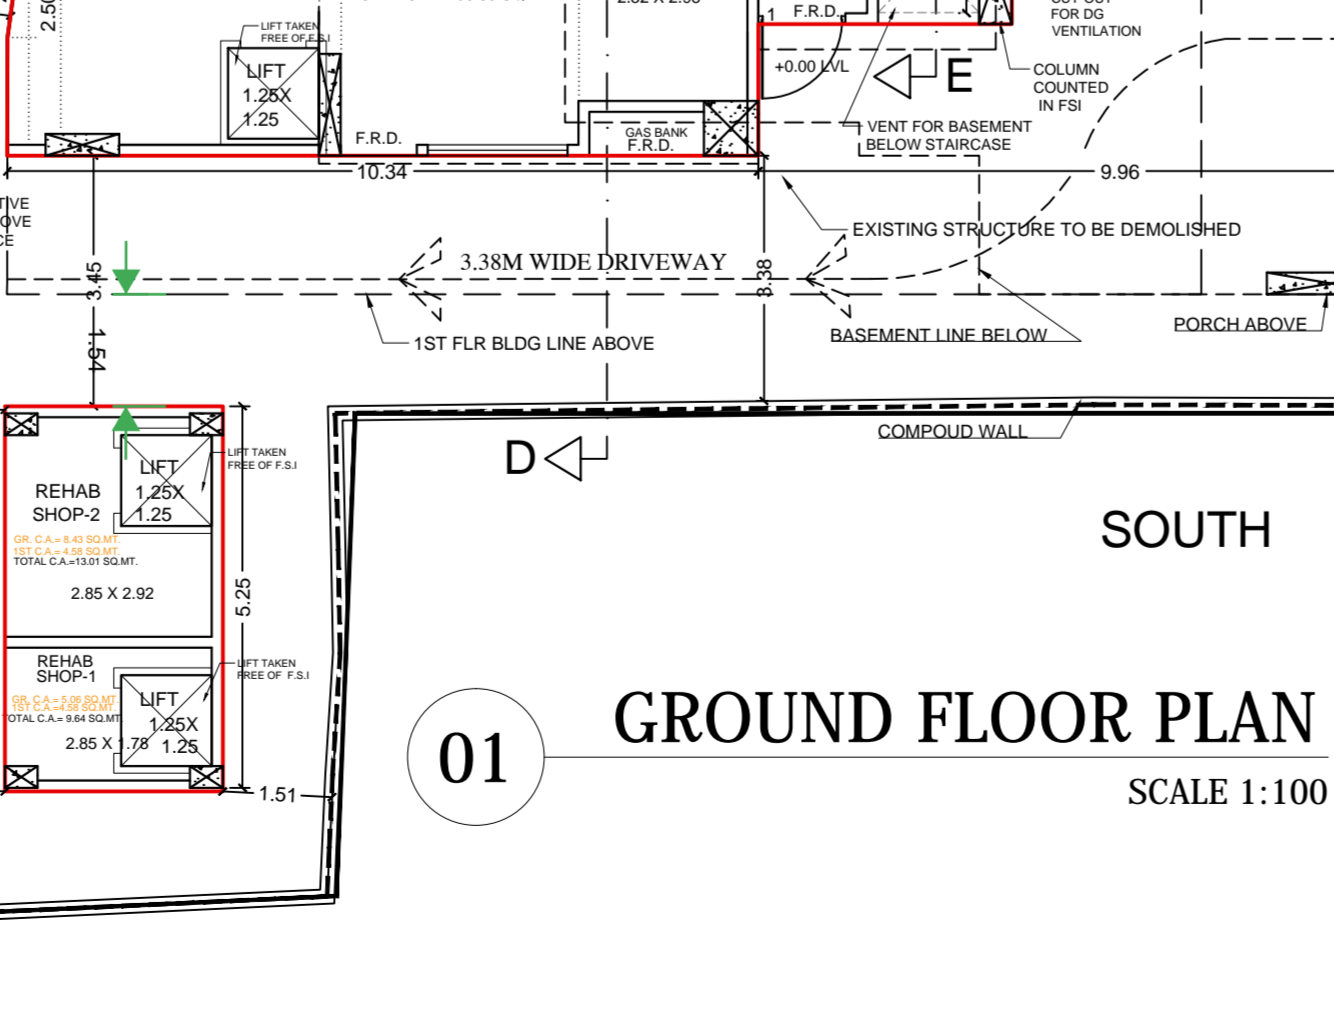 2.50
LIFT TAKEN
FREE OF F.S.I
LIFT
1.25X
1.25
F.R.D.
GAS BANK
F.R.D.
1
F.R.D.
+0.00 LVL
E
FOR DG
VENTILATION
COLUMN
COUNTED
IN FSI
VENT FOR BASEMENT
BELOW STAIRCASE
10.34
9.96
TIVE
OVE
CE
EXISTING STRUCTURE TO BE DEMOLISHED
3.45
3.38M WIDE DRIVEWAY
3.38
1ST FLR BLDG LINE ABOVE
BASEMENT LINE BELOW
PORCH ABOVE
1.54
COMPOUD WALL
D
SOUTH
LIFT TAKEN
FREE OF F.S.I
LIFT
1.25X
1.25
REHAB
SHOP-2
GR. C.A.= 8.43 SQ.MT.
1ST C.A.= 4.58 SQ.MT.
TOTAL C.A.=13.01 SQ.MT.
2.85 X 2.92
5.25
REHAB
SHOP-1
LIFT TAKEN
FREE OF F.S.I
GR. C.A.= 5.06 SQ.MT.
1ST C.A.=4.58 SQ.MT.
TOTAL C.A.= 9.64 SQ.MT.
LIFT
1.25X
1.25
2.85 X 1.78
1.51
01
GROUND FLOOR PLAN
SCALE 1:100